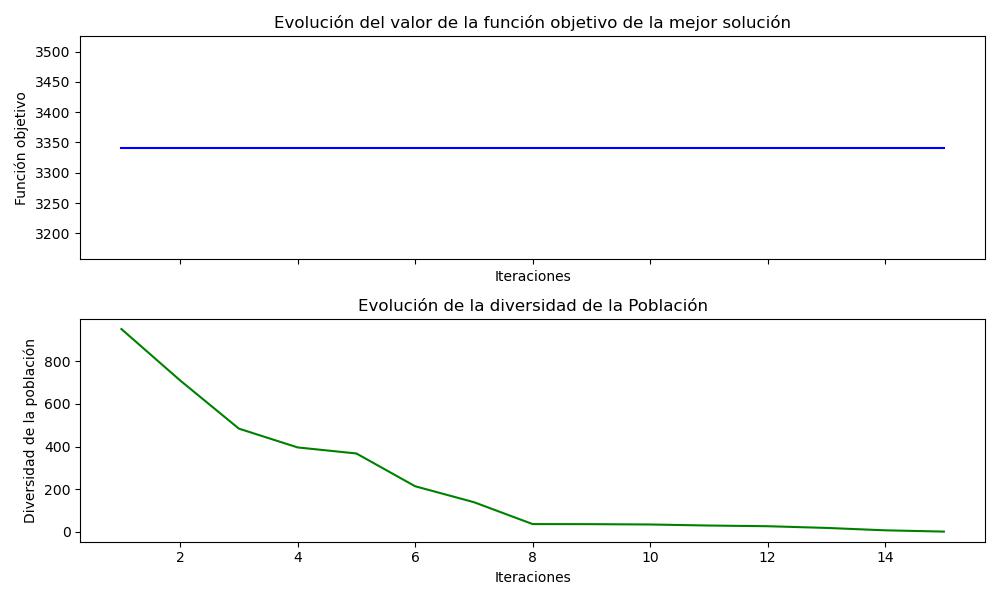 Evolución del valor de la función objetivo de la mejor solución
3500
3450
3400
3350
3300
3250
3200
Función objetivo
Iteraciones
Evolución de la diversidad de la Población
800
600
400
200
0
Diversidad de la población
2 4 6 8 10 12 14
Iteraciones